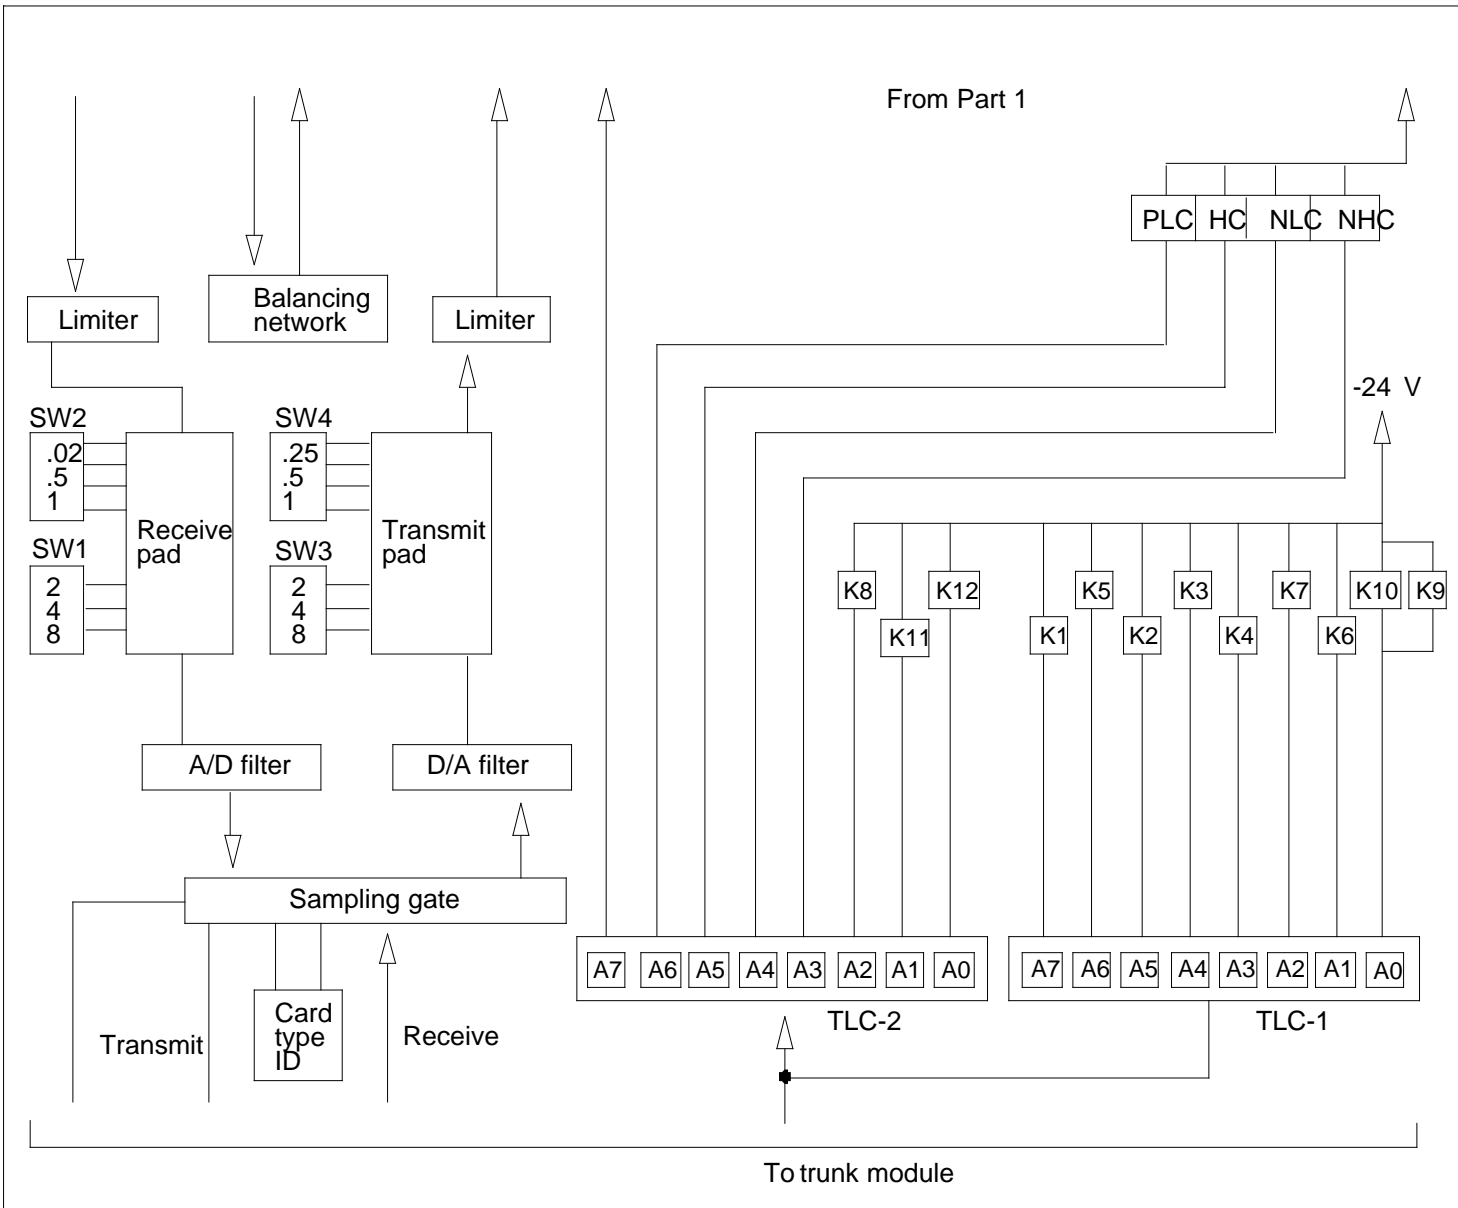 From Part 1
PLC HC NLC NHC
Limiter
Balancing
network
Limiter
-24 V
SW2
.02
.5
1
SW1
2
4
8
Receive
pad
SW4
.25
.5
1
SW3
2
4
8
Transmit
pad
K8 K12 K5 K3 K7 K10 K9
K11 K1 K2 K4 K6
A/D filter
D/A filter
Sampling gate
A7 A6 A5 A4 A3 A2 A1 A0
TLC-2
A7 A6 A5 A4 A3 A2 A1 A0
TLC-1
Transmit
Card
type
ID
Receive
To trunk module